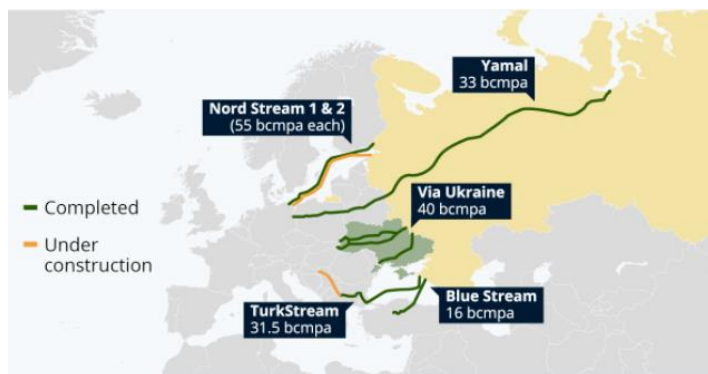 Yamal
33 bcmpa
Nord Stream 1 & 2
(55 bcmpa each)
Via Ukraine
40 bcmpa
Completed
Under
construction
TurkStream
31.5 bcmpa
Blue Stream
16 bcmpa